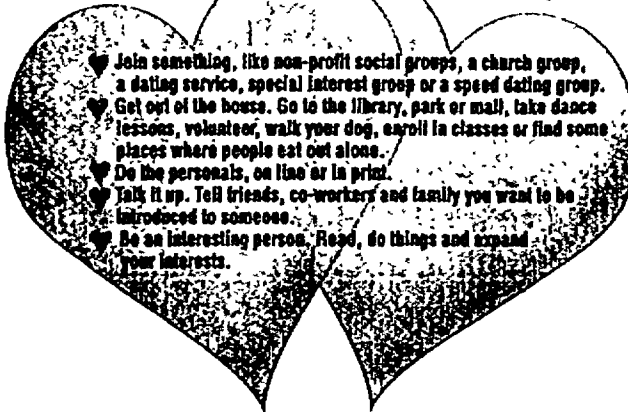 Join something, like non-profit social groups, a church group,
a dating service, special interest group or a speed dating group.
Get out of the house. Go to the library, park or mall, take dance
lessons, volunteer, walk your dog, enroll in classes or find some
places where people eat out alone.
Do the personals, on line or in print.
Talk it up. Tell friends, co-workers and family you want to be
introduced to someone.
Be an interesting person. Read, do things and expand
your interests.